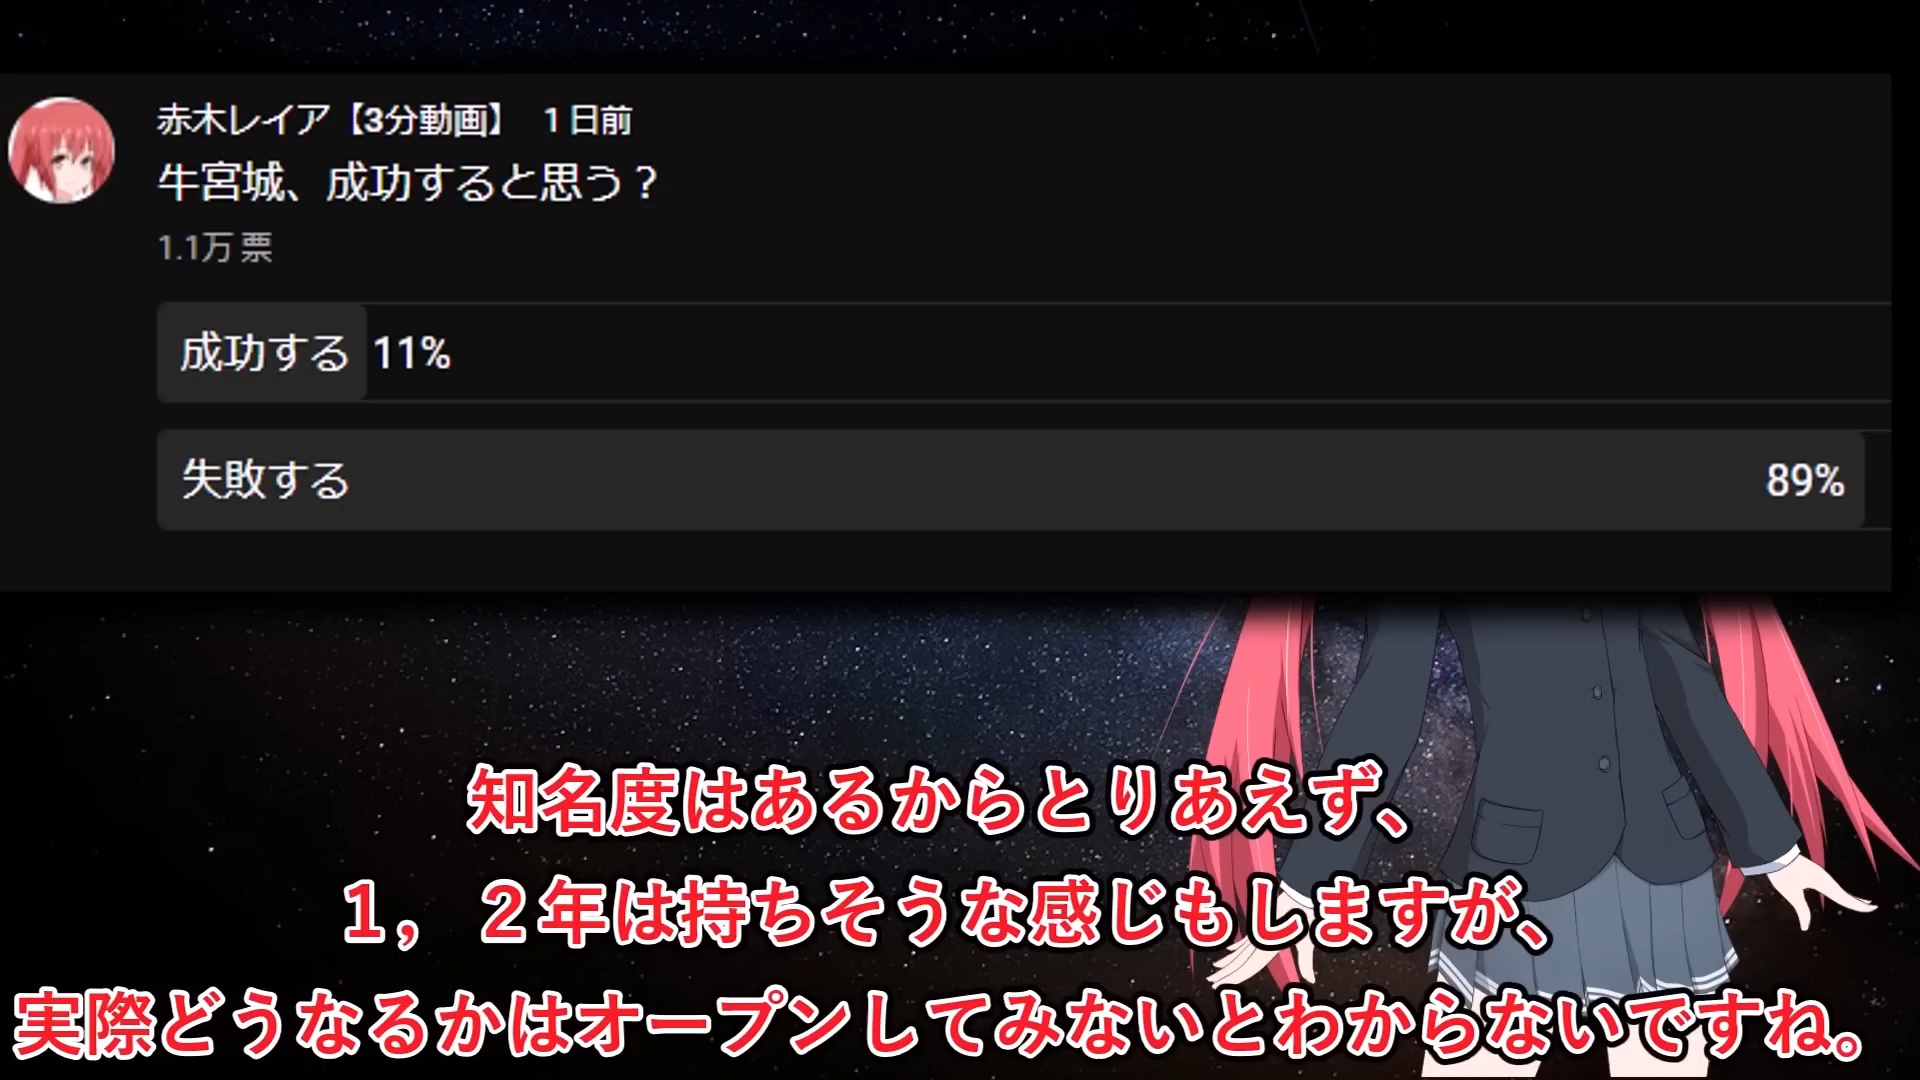 赤木レイア【3分動画】 1 日前
牛宮城、成功すると思う？
1.1万 票
成功する 11%
失敗する 89%
知名度はあるからとりあえず、
１，２年は持ちそうな感じもしますが、
実際どうなるかはオープンしてみないとわからないですね。